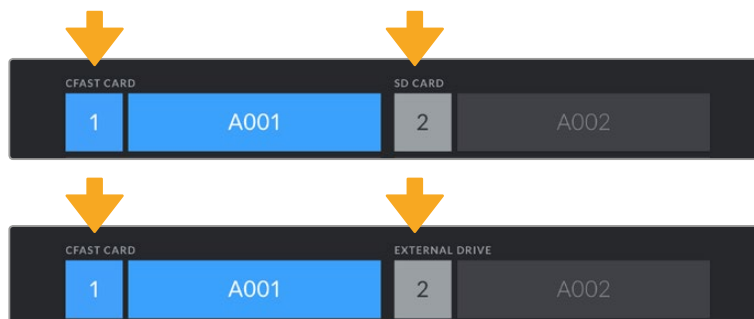 CFAST CARD SD CARD
1 A001 2 A002
CFAST CARD EXTERNAL DRIVE
1 A001 2 A002